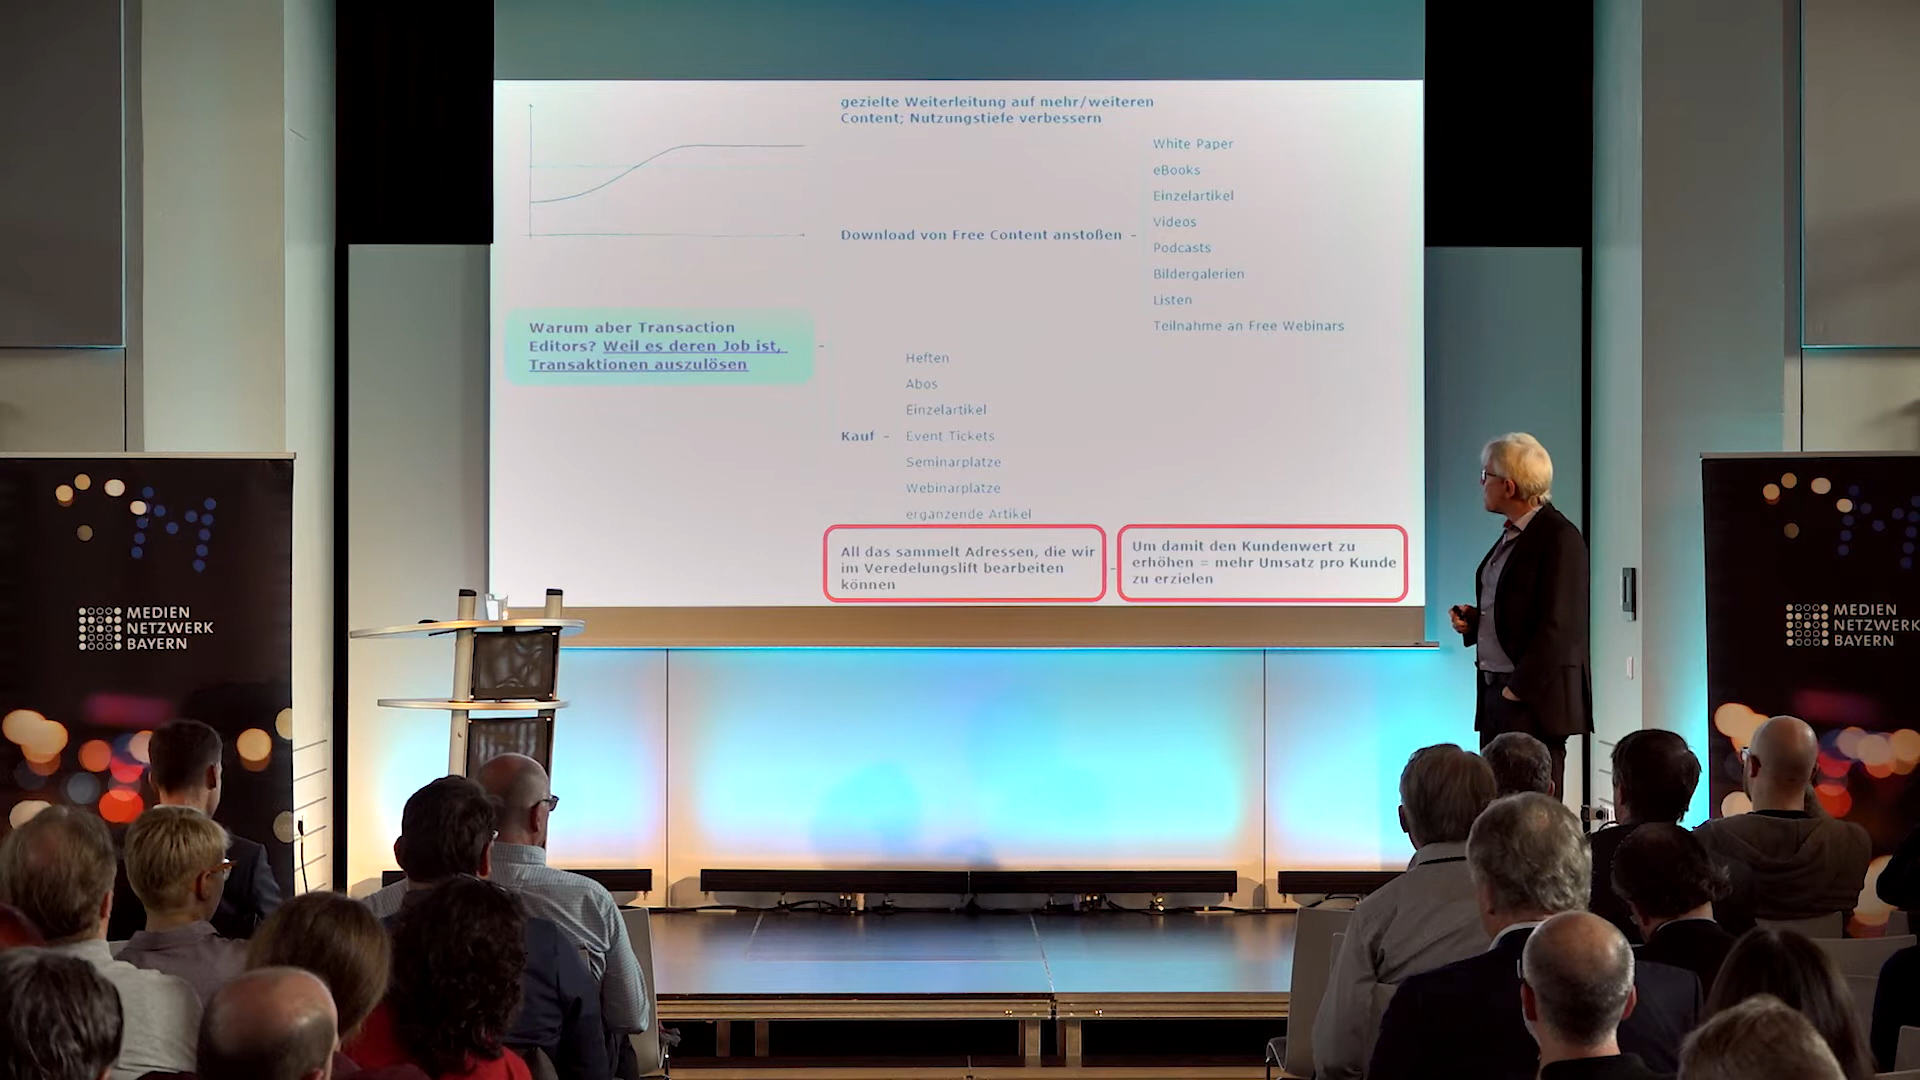 gezielte Weiterleitung auf mehr/weiteren
Content; Nutzungstiefe verbessern
White Paper
eBooks
Einzelartikel
Videos
Download von Free Content anstoßen -
Podcasts
Bildergalerien
Listen
Teilnahme an Free Webinars
Warum aber Transaction
Editors? Weil es deren Job ist,
Transaktionen auszulösen
Heften
Abos
Einzelartikel
Kauf - Event Tickets
Seminarplatze
Webinarplatze
erganzende Artikel
All das sammelt Adressen, die wir
im Veredelungslift bearbeiten
können
Um damit den Kundenwert zu
erhöhen = mehr Umsatz pro Kunde
zu erzielen
MEDIEN
NETZWERK
BAYERN
MEDIEN
NETZWERK
BAYERN